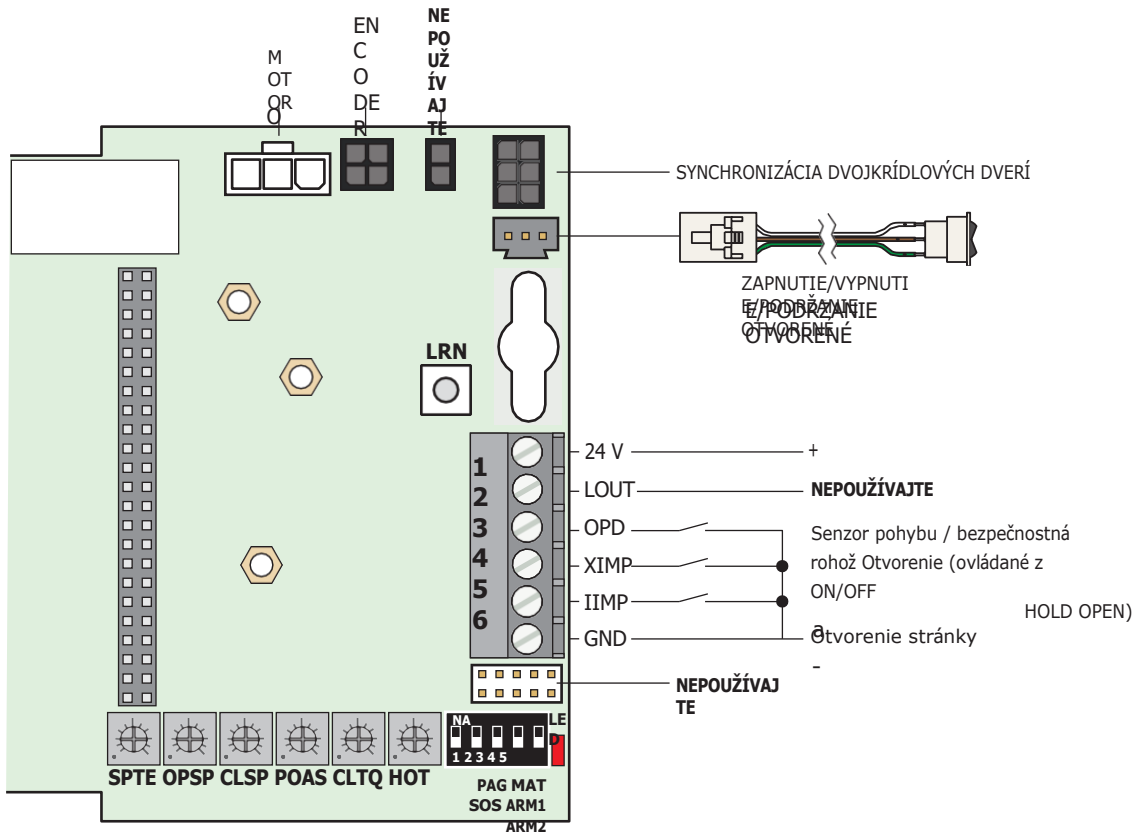 M
OT
OR
O
EN
C
O
DE
R
NE
PO
UŽ
ÍV
AJ
TE
SYNCHRONIZÁCIA DVOJKRÍDLOVÝCH DVERÍ
ZAPNUTIE/VYPNUTI
E/PODRŽANIE
OTVORENÉ
E/PODRŽANIE
OTVORENÉ
LRN
1
2
3
4
5
6
24 V
LOUT
OPD
XIMP
IIMP
GND
+
NEPOUŽÍVAJTE
Senzor pohybu / bezpečnostná
rohož Otvorenie (ovládané z
ON/OFF
HOLD OPEN)
a
Otvorenie stránky
-
NEPOUŽÍVAJ
TE
NA
LE
D
1 2 3 4 5
SPTE OPSP CLSP POAS CLTQ HOT
PAG MAT
SOS ARM1
ARM2